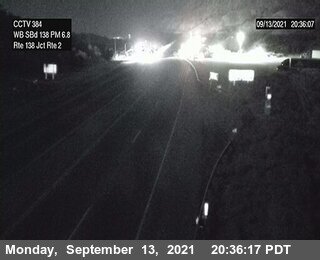 CCTV 384
WB SBd 138 PM 6.8
Rte 138 Jct Rte 2
09/13/2021 20:36:07
Monday, September 13, 2021 20:36:17 PDT